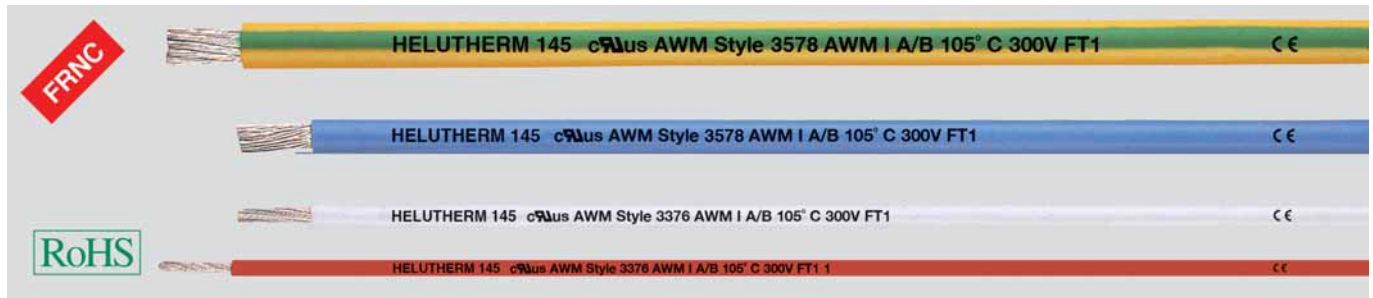 FRNC
HELUTHERM 145 cRUus AWM Style 3578 AWM I A/B 105° C 300V FT1 CE
HELUTHERM 145 cRUus AWM Style 3578 AWM I A/B 105° C 300V FT1 CE
HELUTHERM 145 cRUus AWM Style 3376 AWM I A/B 105° C 300V FT1 CE
RoHS
HELUTHERM 145 cRUus AWM Style 3376 AWM I A/B 105° C 300V FT1 1 CE